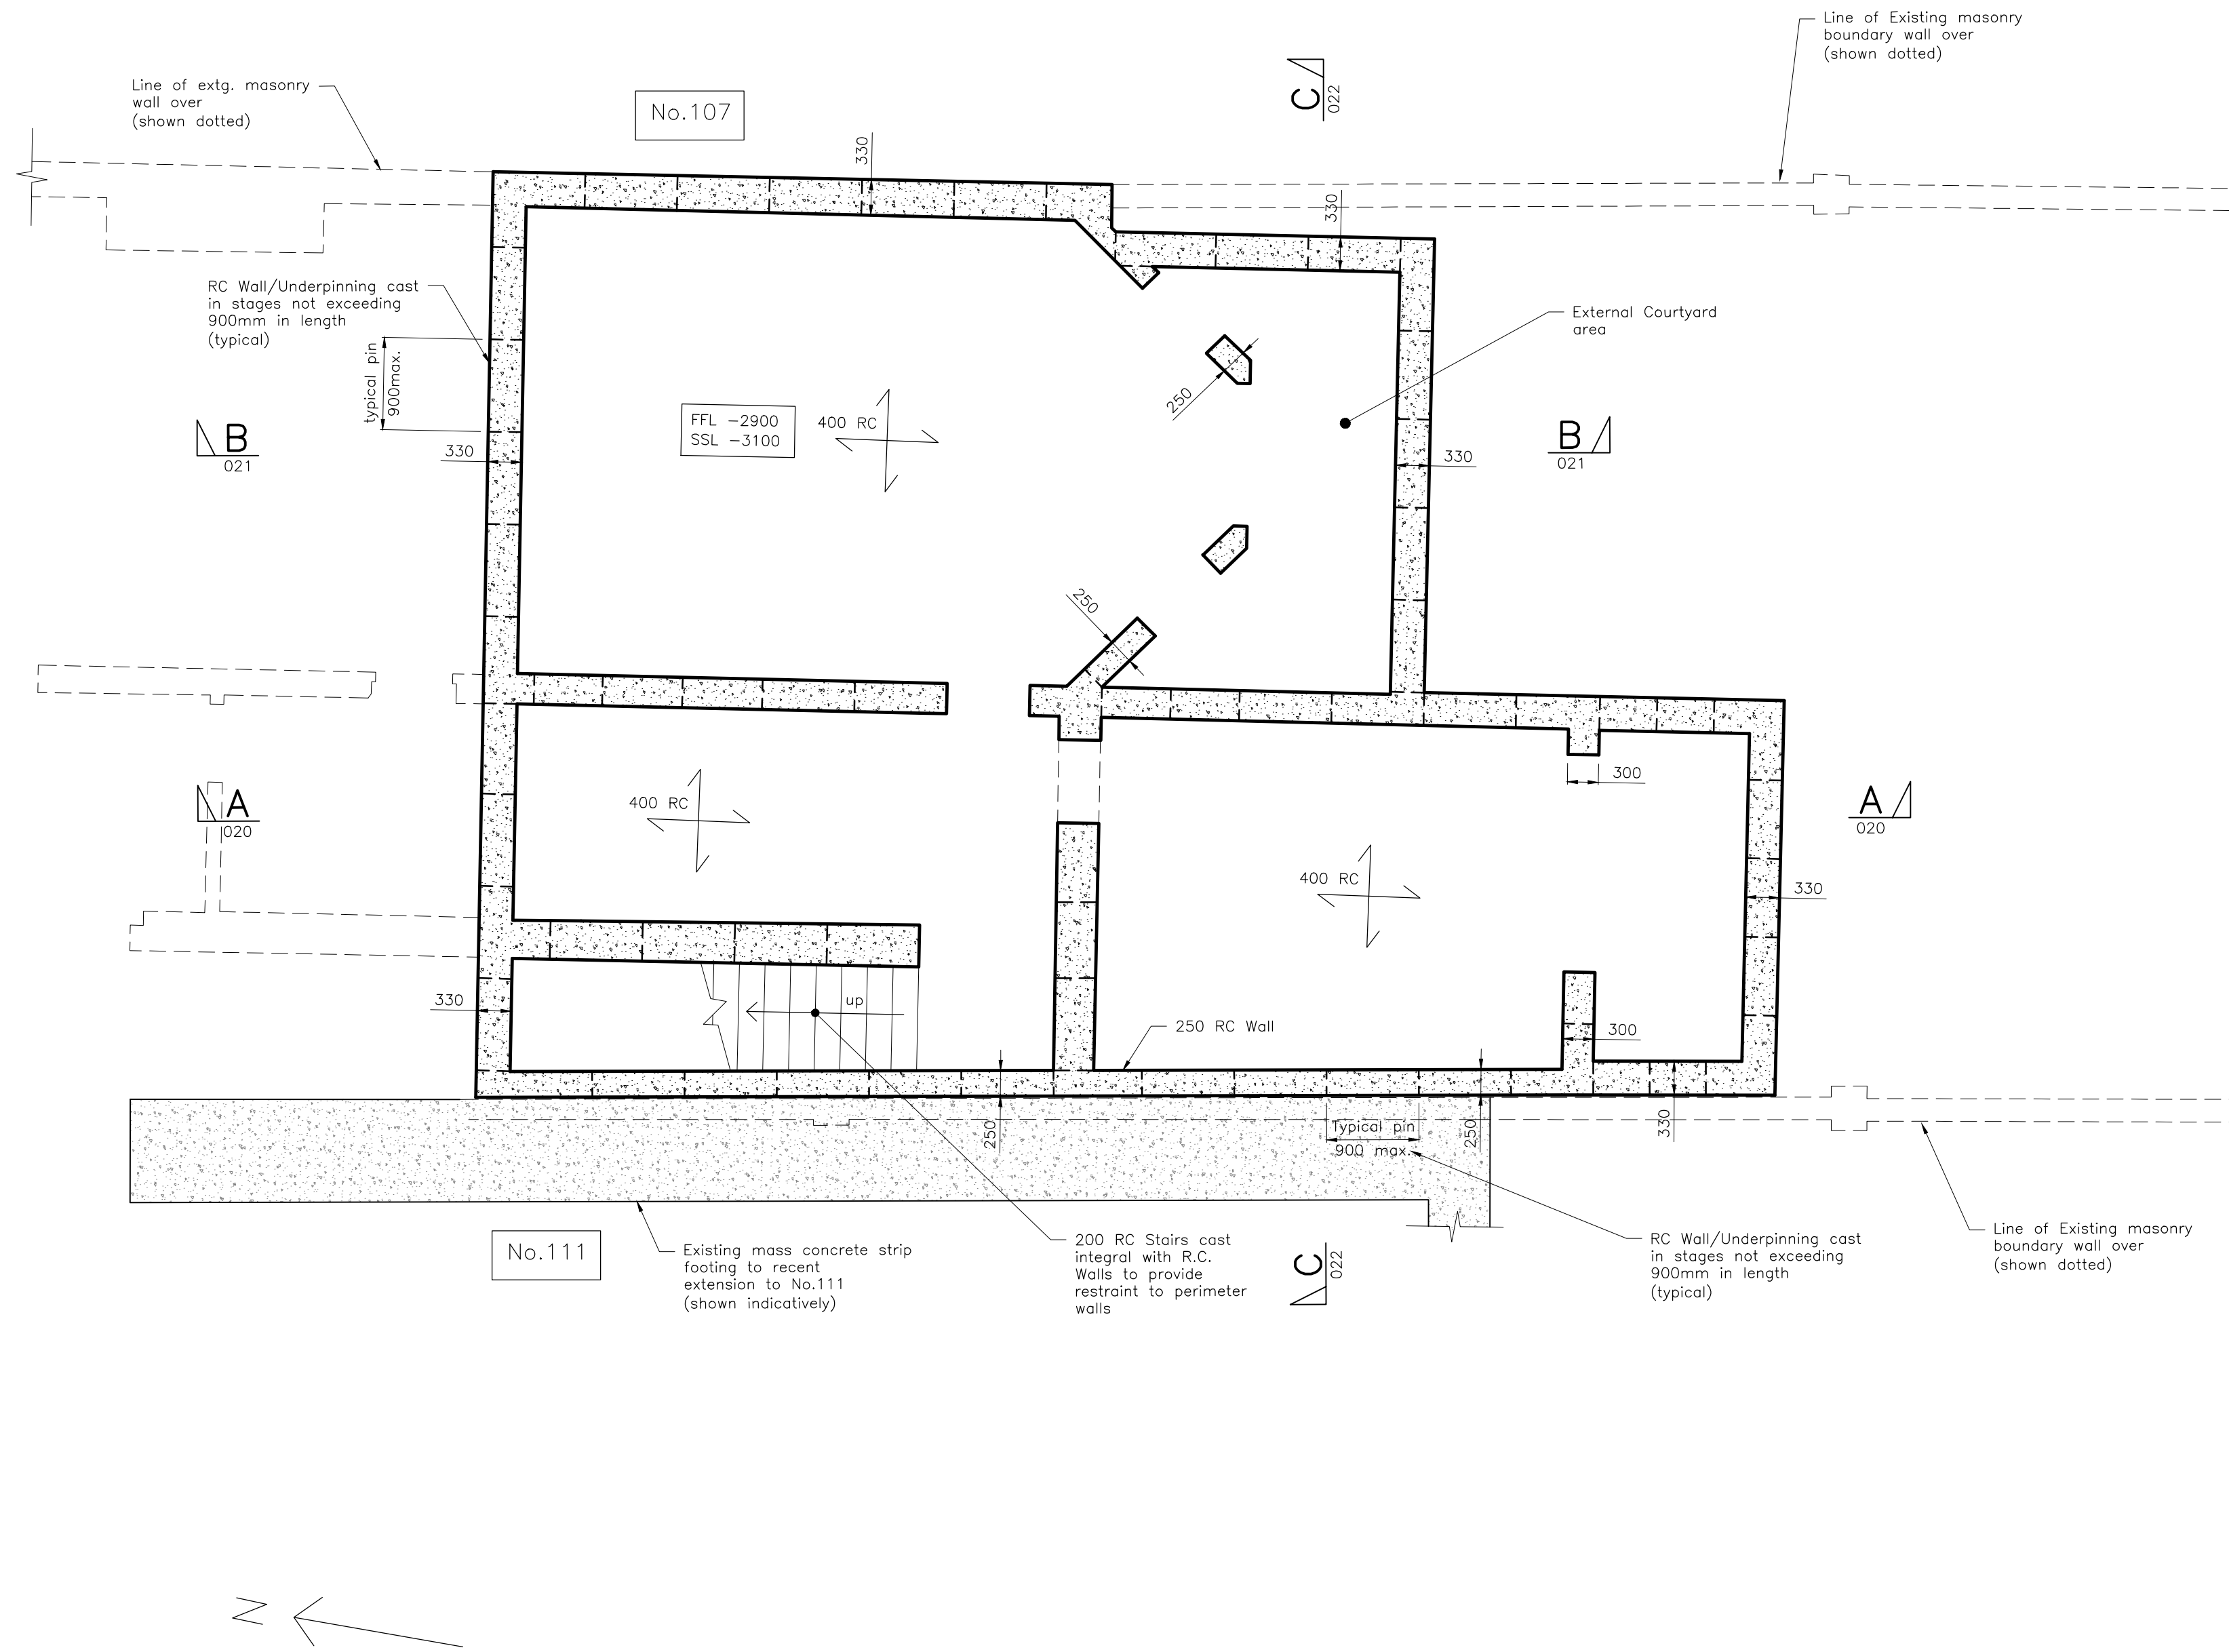 Line of Existing masonry
boundary wall over
(shown dotted)
Line of extg. masonry
wall over
(shown dotted)
No.107
C
022
330
330
RC Wall/Underpinning cast
in stages not exceeding
900mm in length
(typical)
External Courtyard
area
typical pin
900max.
250
FFL -2900
SSL -3100
400 RC
B
021
330
330
B
021
250
300
400 RC
A
020
A
020
400 RC
330
330
up
250 RC Wall
300
250
Typical pin
900 max.
250
330
No.111
Existing mass concrete strip
footing to recent
extension to No.111
(shown indicatively)
200 RC Stairs cast
integral with R.C.
Walls to provide
restraint to perimeter
walls
C
022
RC Wall/Underpinning cast
in stages not exceeding
900mm in length
(typical)
Line of Existing masonry
boundary wall over
(shown dotted)
N